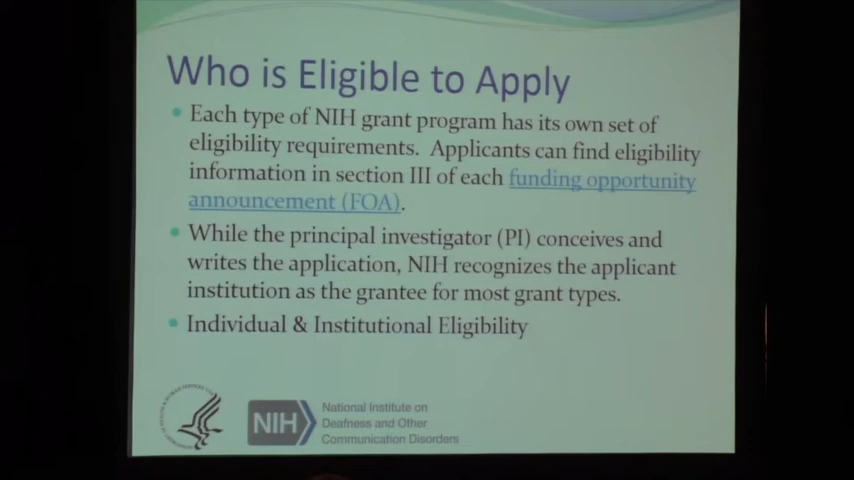 Who is Eligible to Apply
Each type of NIH grant program has its own set of
eligibility requirements. Applicants can find eligibility
information in section III of each funding opportunity
announcement (FOA).
While the principal investigator (PI) conceives and
writes the application, NIH recognizes the applicant
institution as the grantee for most grant types.
Individual & Institutional Eligibility
NIH
National Institute on
Deafness and Other
Communication Disorders